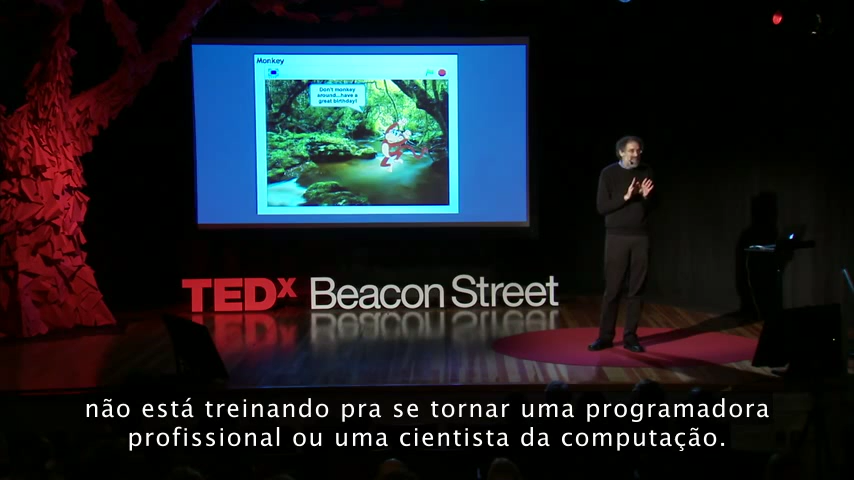 Monkey
Don't monkey
around...have a
great birthday!
TEDx Beacon Street
não está treinando pra se tornar uma programadora
profissional ou uma cientista da computação.